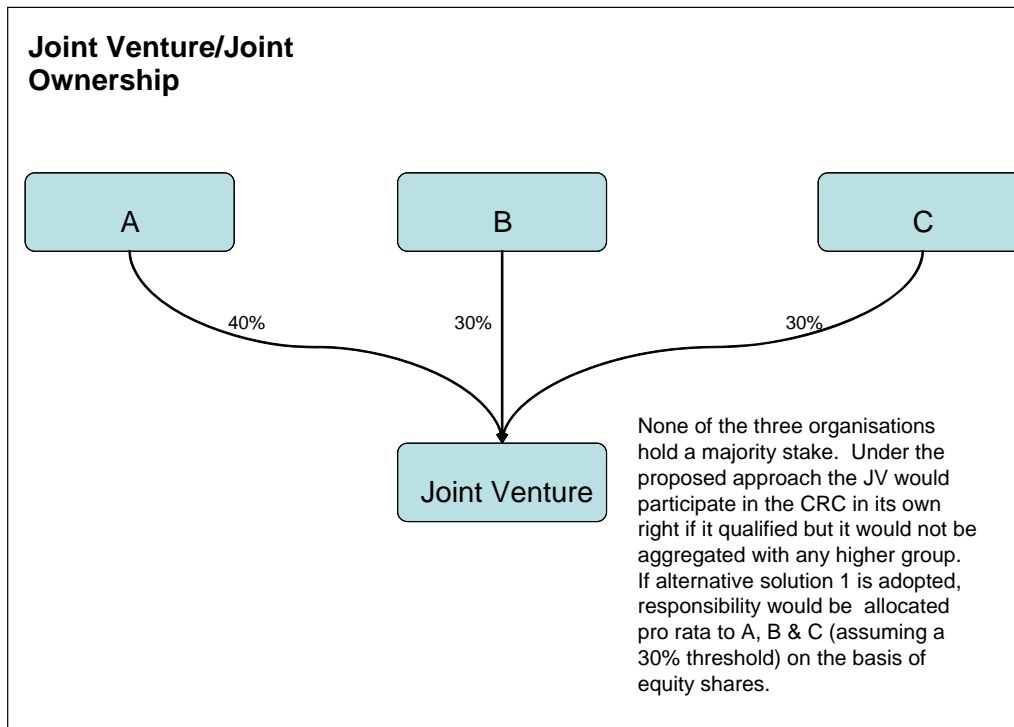 Joint Venture/Joint
Ownership
A
B
C
40%
30%
30%
Joint Venture
None of the three organisations
hold a majority stake.  Under the
proposed approach the JV would
participate in the CRC in its own
right if it qualified but it would not be
aggregated with any higher group.
If alternative solution 1 is adopted,
responsibility would be  allocated
pro rata to A, B & C (assuming a
30% threshold) on the basis of
equity shares.